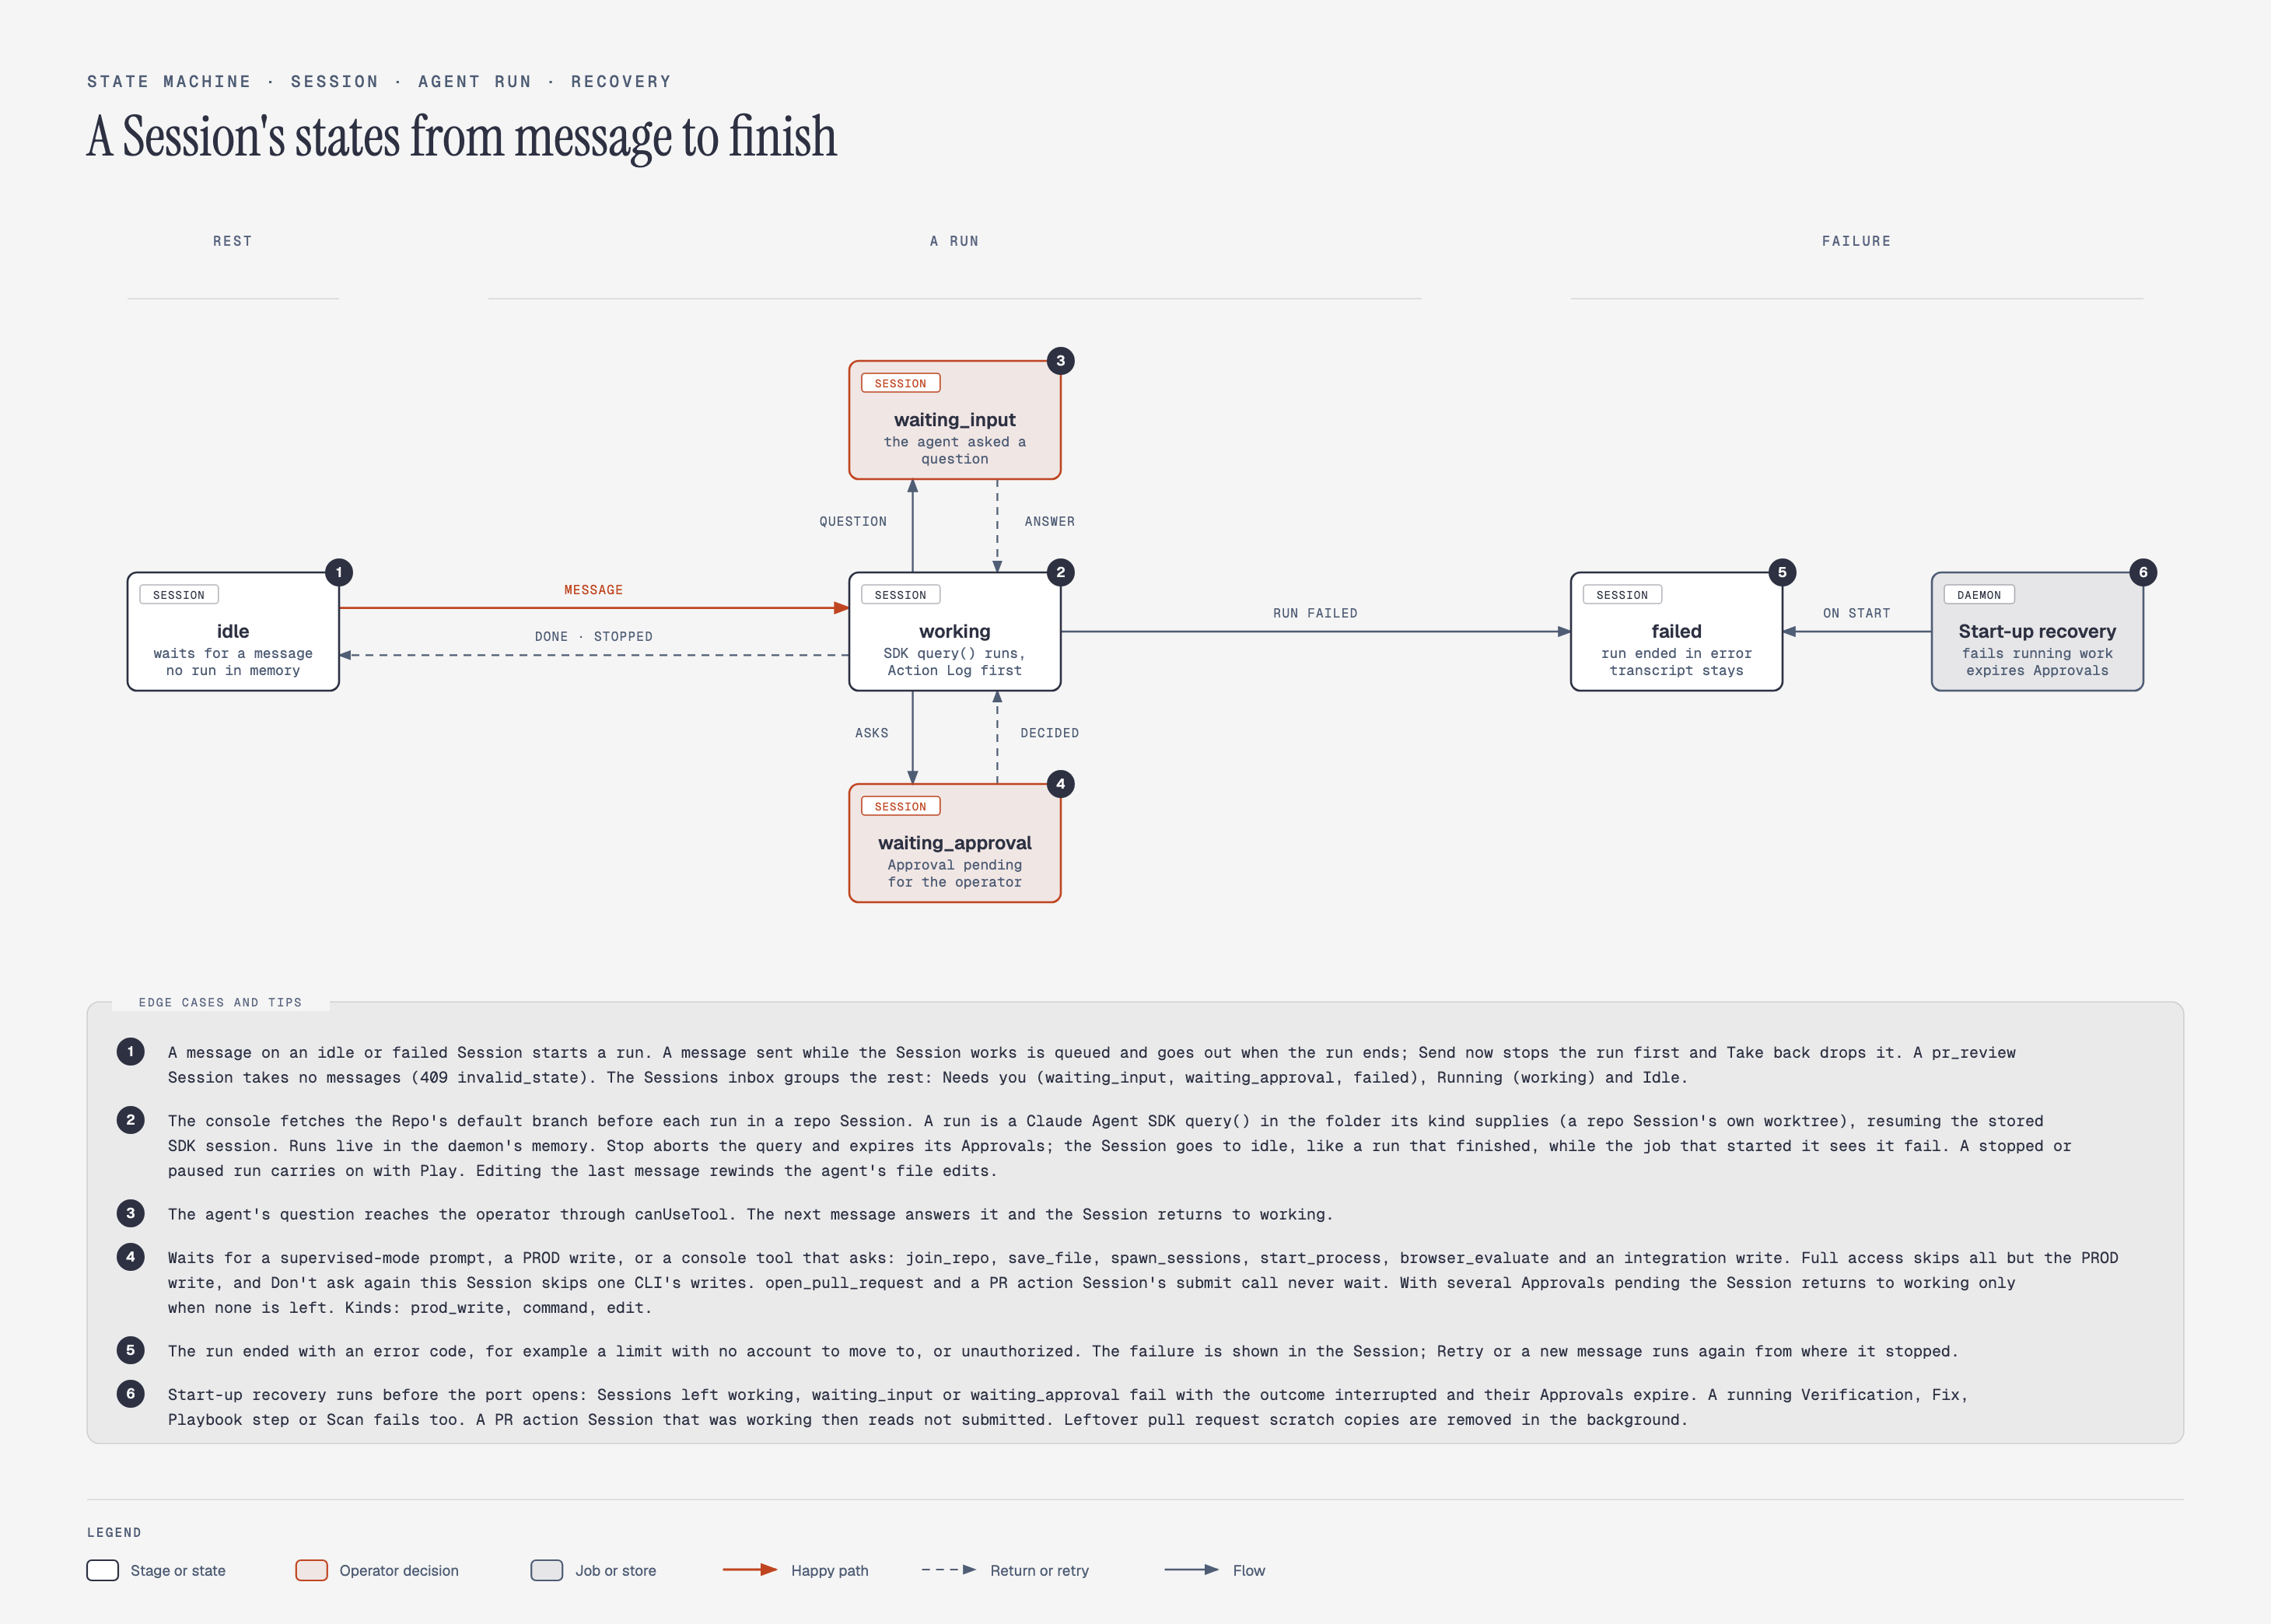 STATE MACHINE · SESSION · AGENT RUN · RECOVERY
A Session's states from message to finish
REST
A RUN
FAILURE
3
SESSION
waiting_input
the agent asked a
question
QUESTION
ANSWER
1
SESSION
idle
waits for a message
no run in memory
MESSAGE
DONE · STOPPED
2
SESSION
working
SDK query() runs,
Action Log first
RUN FAILED
5
SESSION
failed
run ended in error
transcript stays
ON START
6
DAEMON
Start-up recovery
fails running work
expires Approvals
ASKS
DECIDED
4
SESSION
waiting_approval
Approval pending
for the operator
EDGE CASES AND TIPS
1 A message on an idle or failed Session starts a run. A message sent while the Session works is queued and goes out when the run ends; Send now stops the run first and Take back drops it. A pr_review
Session takes no messages (409 invalid_state). The Sessions inbox groups the rest: Needs you (waiting_input, waiting_approval, failed), Running (working) and Idle.
2 The console fetches the Repo's default branch before each run in a repo Session. A run is a Claude Agent SDK query() in the folder its kind supplies (a repo Session's own worktree), resuming the stored
SDK session. Runs live in the daemon's memory. Stop aborts the query and expires its Approvals; the Session goes to idle, like a run that finished, while the job that started it sees it fail. A stopped or
paused run carries on with Play. Editing the last message rewinds the agent's file edits.
3 The agent's question reaches the operator through canUseTool. The next message answers it and the Session returns to working.
4 Waits for a supervised-mode prompt, a PROD write, or a console tool that asks: join_repo, save_file, spawn_sessions, start_process, browser_evaluate and an integration write. Full access skips all but the PROD
write, and Don't ask again this Session skips one CLI's writes. open_pull_request and a PR action Session's submit call never wait. With several Approvals pending the Session returns to working only
when none is left. Kinds: prod_write, command, edit.
5 The run ended with an error code, for example a limit with no account to move to, or unauthorized. The failure is shown in the Session; Retry or a new message runs again from where it stopped.
6 Start-up recovery runs before the port opens: Sessions left working, waiting_input or waiting_approval fail with the outcome interrupted and their Approvals expire. A running Verification, Fix,
Playbook step or Scan fails too. A PR action Session that was working then reads not submitted. Leftover pull request scratch copies are removed in the background.
LEGEND
Stage or state
Operator decision
Job or store
Happy path
Return or retry
Flow